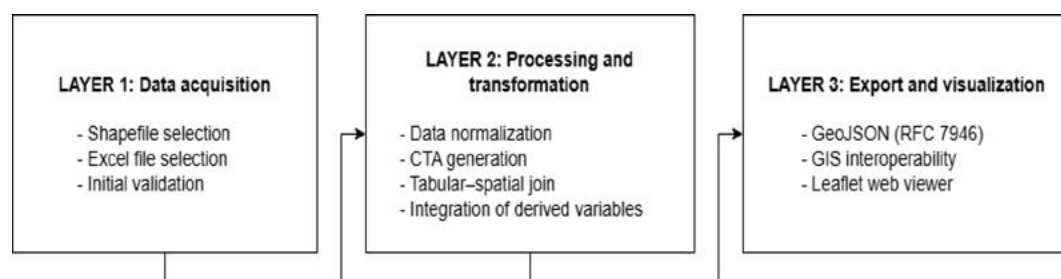 LAYER 1: Data acquisition
- Shapefile selection
- Excel file selection
- Initial validation
LAYER 2: Processing and
transformation
- Data normalization
- CTA generation
- Tabular–spatial join
- Integration of derived variables
LAYER 3: Export and visualization
- GeoJSON (RFC 7946)
- GIS interoperability
- Leaflet web viewer